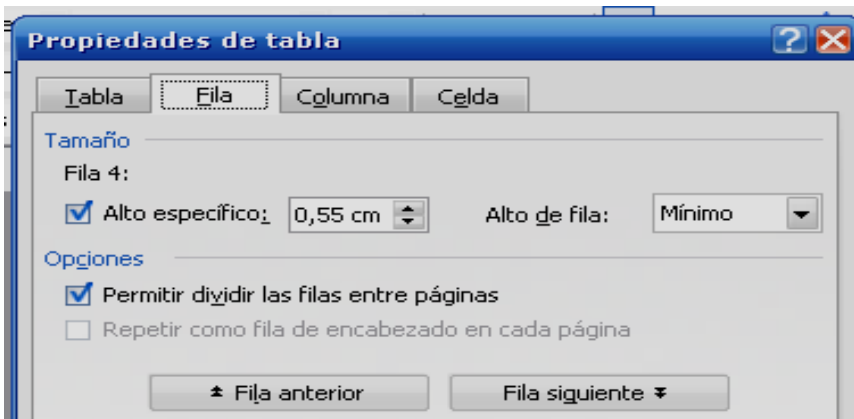 Propiedades de tabla
Tabla Fila Columna Celda
Tamaño
Fila 4:
Alto específico: 0,55 cm Alto de fila: Mínimo
Opciones
Permitir dividir las filas entre páginas
Repetir como fila de encabezado en cada página
Fila anterior Fila siguiente